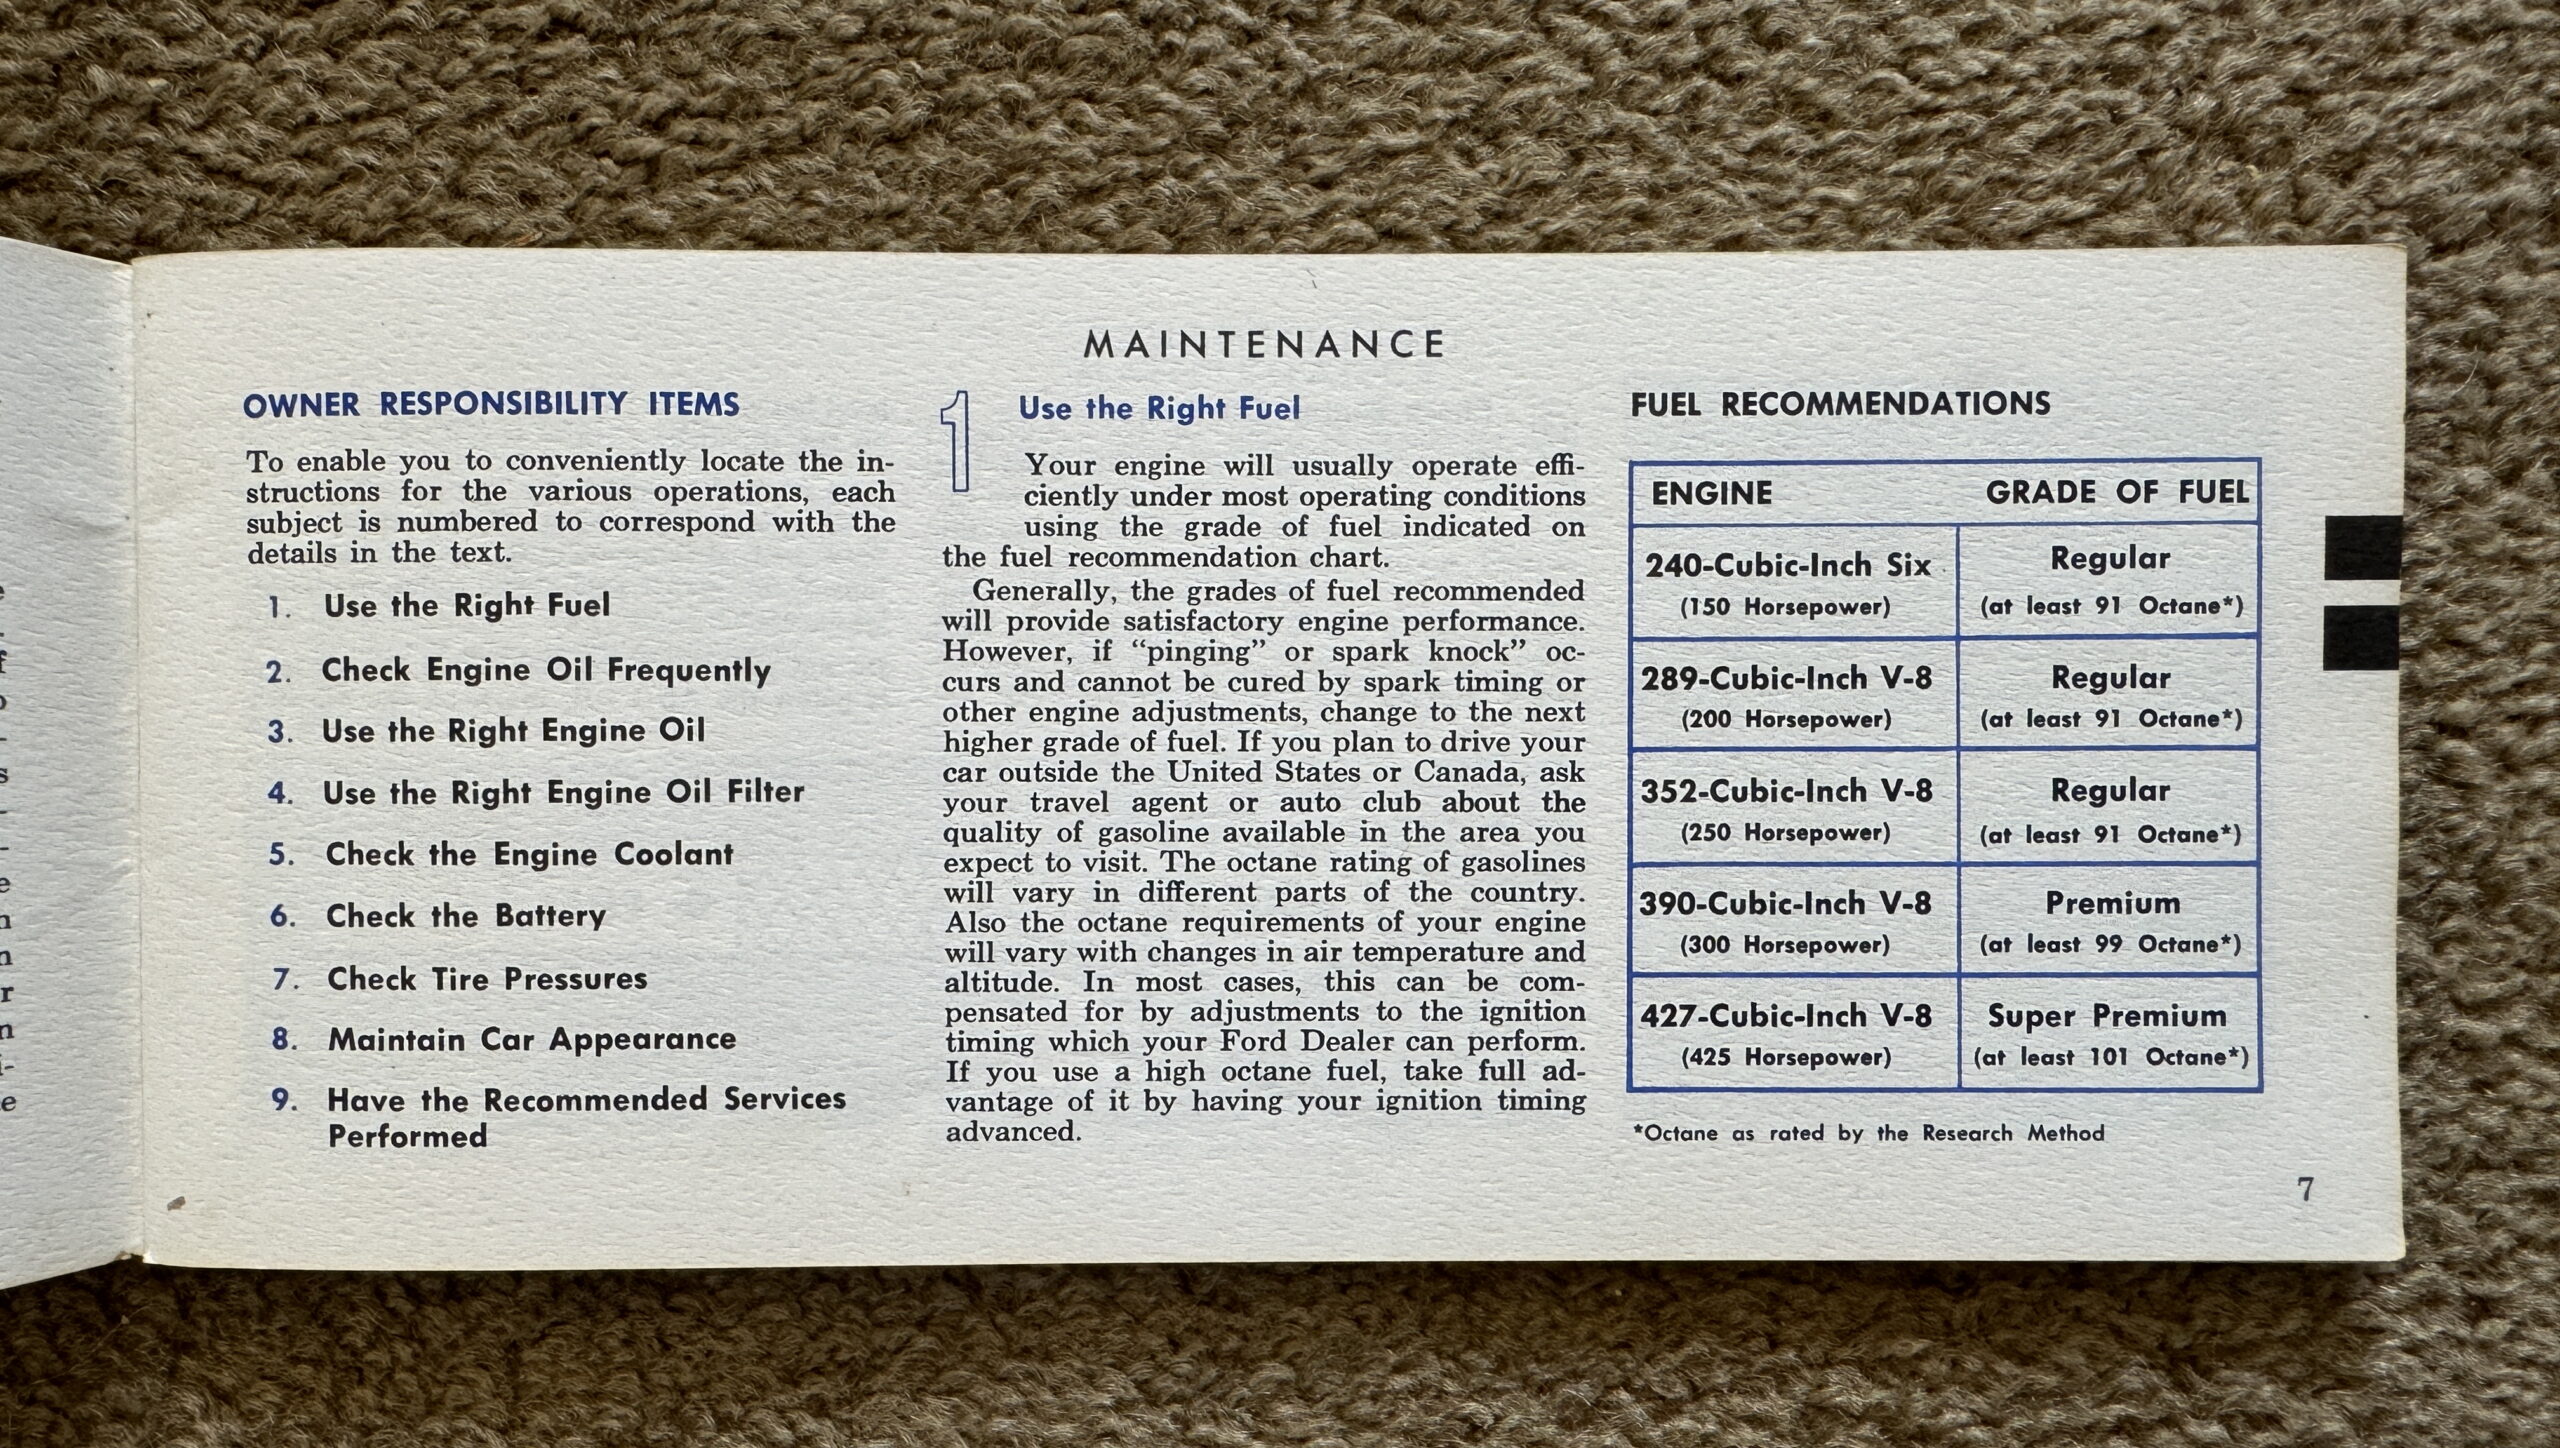 MAINTENANCE
OWNER RESPONSIBILITY ITEMS
To enable you to conveniently locate the in-
structions for the various operations, each
subject is numbered to correspond with the
details in the text.
1. Use the Right Fuel
2. Check Engine Oil Frequently
3. Use the Right Engine Oil
4. Use the Right Engine Oil Filter
5. Check the Engine Coolant
6. Check the Battery
7. Check Tire Pressures
8. Maintain Car Appearance
9. Have the Recommended Services
Performed
1 Use the Right Fuel
Your engine will usually operate effi-
ciently under most operating conditions
using the grade of fuel indicated on
the fuel recommendation chart.
Generally, the grades of fuel recommended
will provide satisfactory engine performance.
However, if “pinging” or spark knock” oc-
curs and cannot be cured by spark timing or
other engine adjustments, change to the next
higher grade of fuel. If you plan to drive your
car outside the United States or Canada, ask
your travel agent or auto club about the
quality of gasoline available in the area you
expect to visit. The octane rating of gasolines
will vary in different parts of the country.
Also the octane requirements of your engine
will vary with changes in air temperature and
altitude. In most cases, this can be com-
pensated for by adjustments to the ignition
timing which your Ford Dealer can perform.
If you use a high octane fuel, take full ad-
vantage of it by having your ignition timing
advanced.
FUEL RECOMMENDATIONS
ENGINE GRADE OF FUEL
240-Cubic-Inch Six Regular
(150 Horsepower) (at least 91 Octane*)
289-Cubic-Inch V-8 Regular
(200 Horsepower) (at least 91 Octane*)
352-Cubic-Inch V-8 Regular
(250 Horsepower) (at least 91 Octane*)
390-Cubic-Inch V-8 Premium
(300 Horsepower) (at least 99 Octane*)
427-Cubic-Inch V-8 Super Premium
(425 Horsepower) (at least 101 Octane*)
*Octane as rated by the Research Method
7